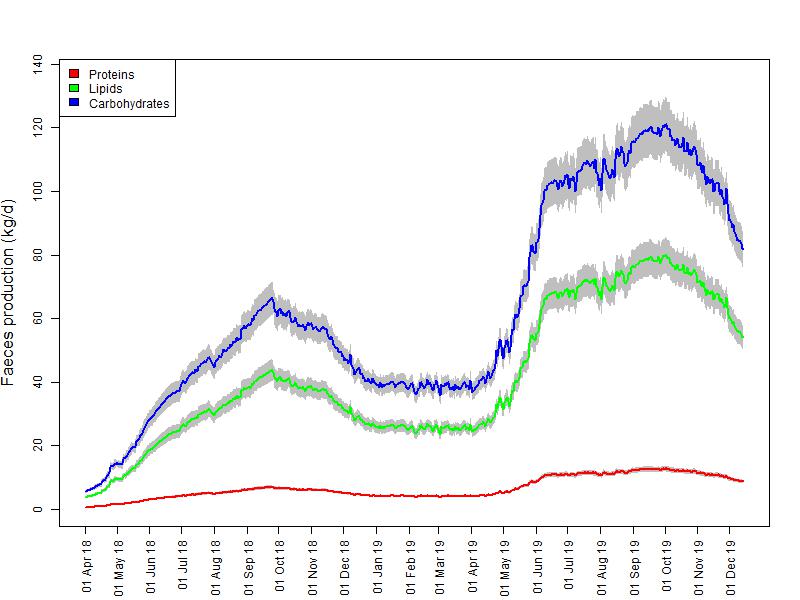 Proteins
Lipids
Carbohydrates
Faeces production (kg/d)
140
120
100
80
60
40
20
0
01 Apr 18
01 May 18
01 Jun 18
01 Jul 18
01 Aug 18
01 Sep 18
01 Oct 18
01 Nov 18
01 Dec 18
01 Jan 19
01 Feb 19
01 Mar 19
01 Apr 19
01 May 19
01 Jun 19
01 Jul 19
01 Aug 19
01 Sep 19
01 Oct 19
01 Nov 19
01 Dec 19